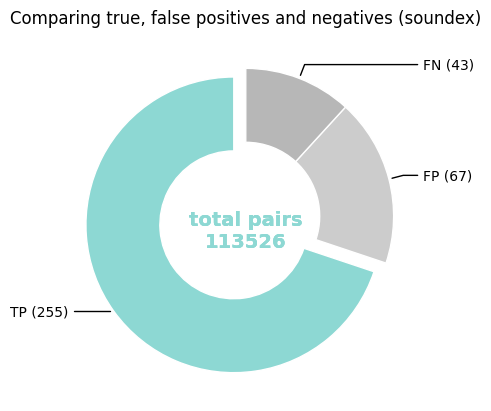 Comparing true, false positives and negatives (soundex)
FN (43)
FP (67)
total pairs
113526
TP (255)